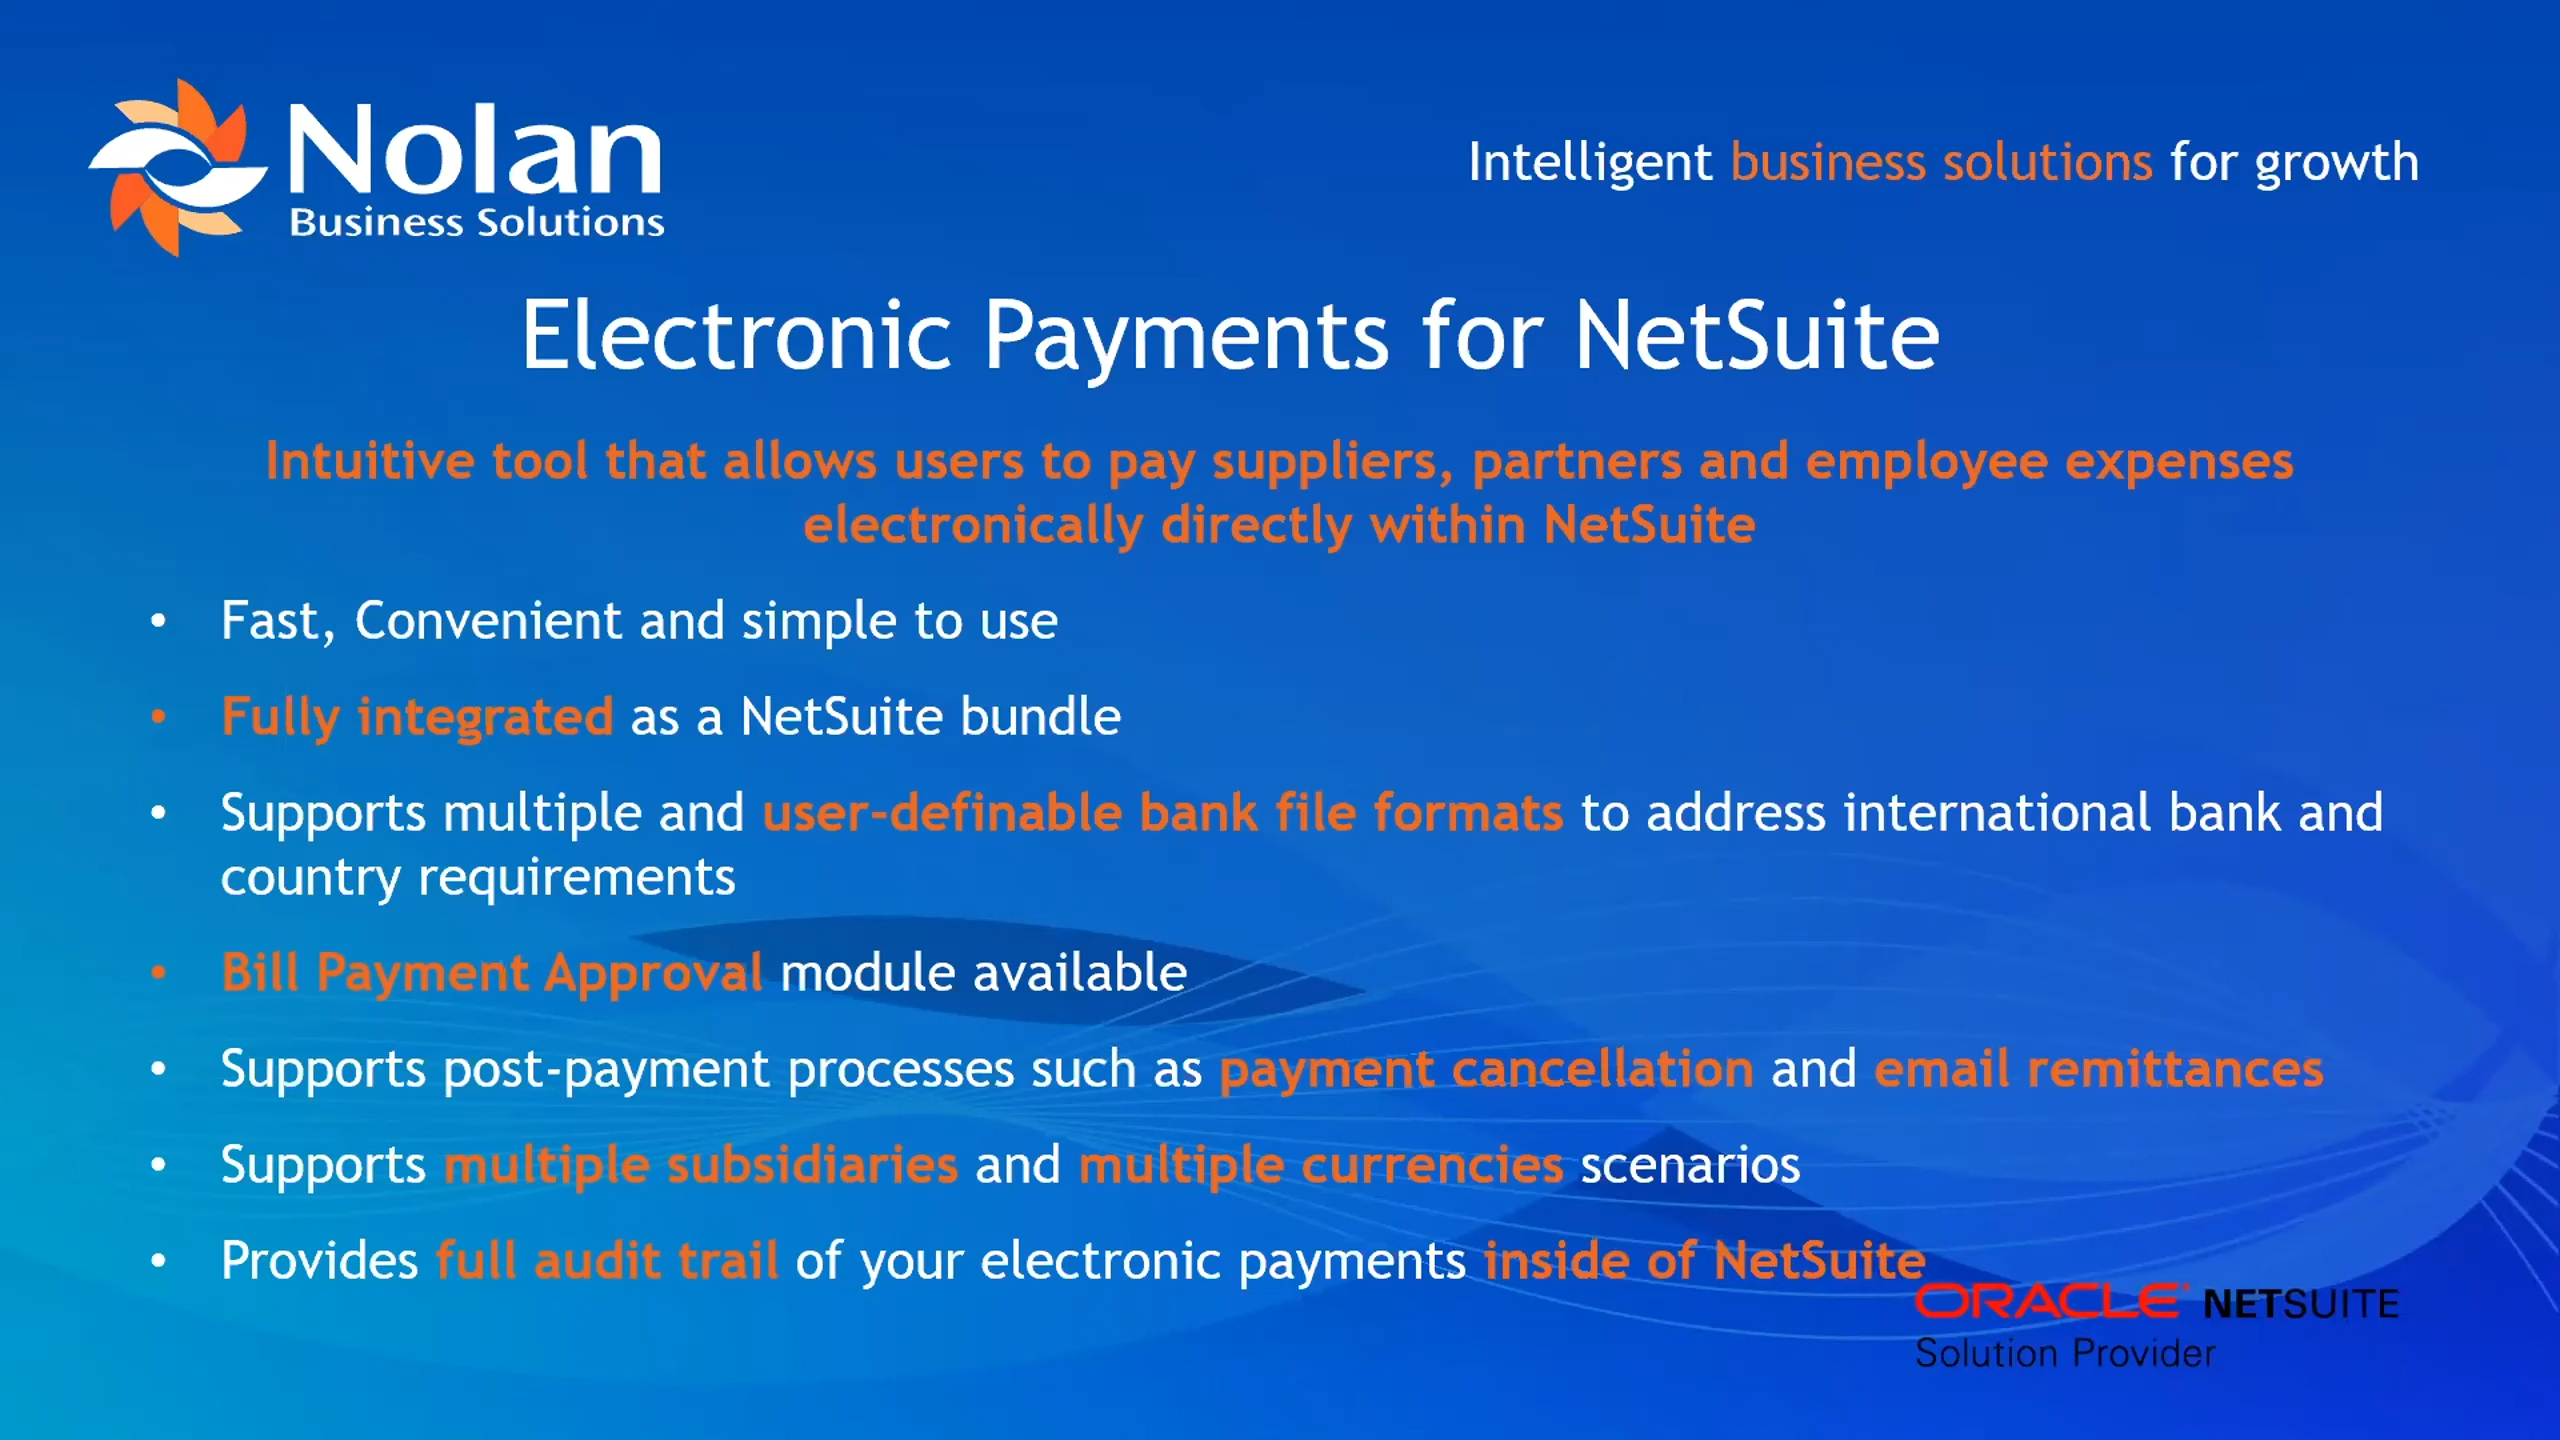 Nolan
Business Solutions
Intelligent business solutions for growth
Electronic Payments for NetSuite
Intuitive tool that allows users to pay suppliers, partners and employee expenses
electronically directly within NetSuite
• Fast, Convenient and simple to use
• Fully integrated as a NetSuite bundle
• Supports multiple and user-definable bank file formats to address international bank and
country requirements
• Bill Payment Approval module available
• Supports post-payment processes such as payment cancellation and email remittances
• Supports multiple subsidiaries and multiple currencies scenarios
• Provides full audit trail of your electronic payments inside of NetSuite
ORACLE NETSUITE
Solution Provider